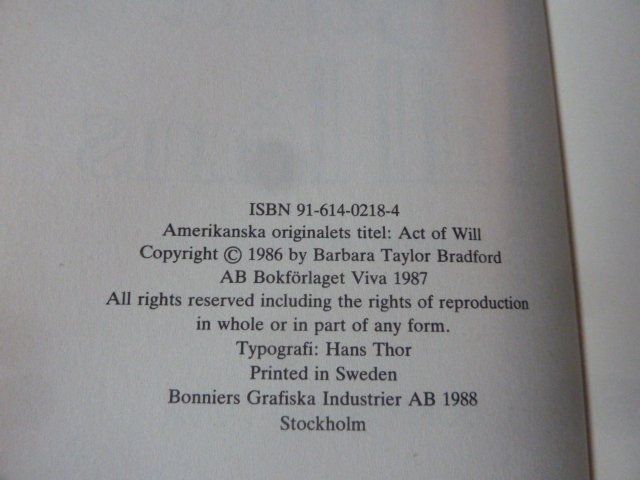 ISBN 91-614-0218-4
Amerikanska originalets titel: Act of Will
Copyright © 1986 by Barbara Taylor Bradford
AB Bokförlaget Viva 1987
All rights reserved including the rights of reproduction
in whole or in part of any form.
Typografi: Hans Thor
Printed in Sweden
Bonniers Grafiska Industrier AB 1988
Stockholm